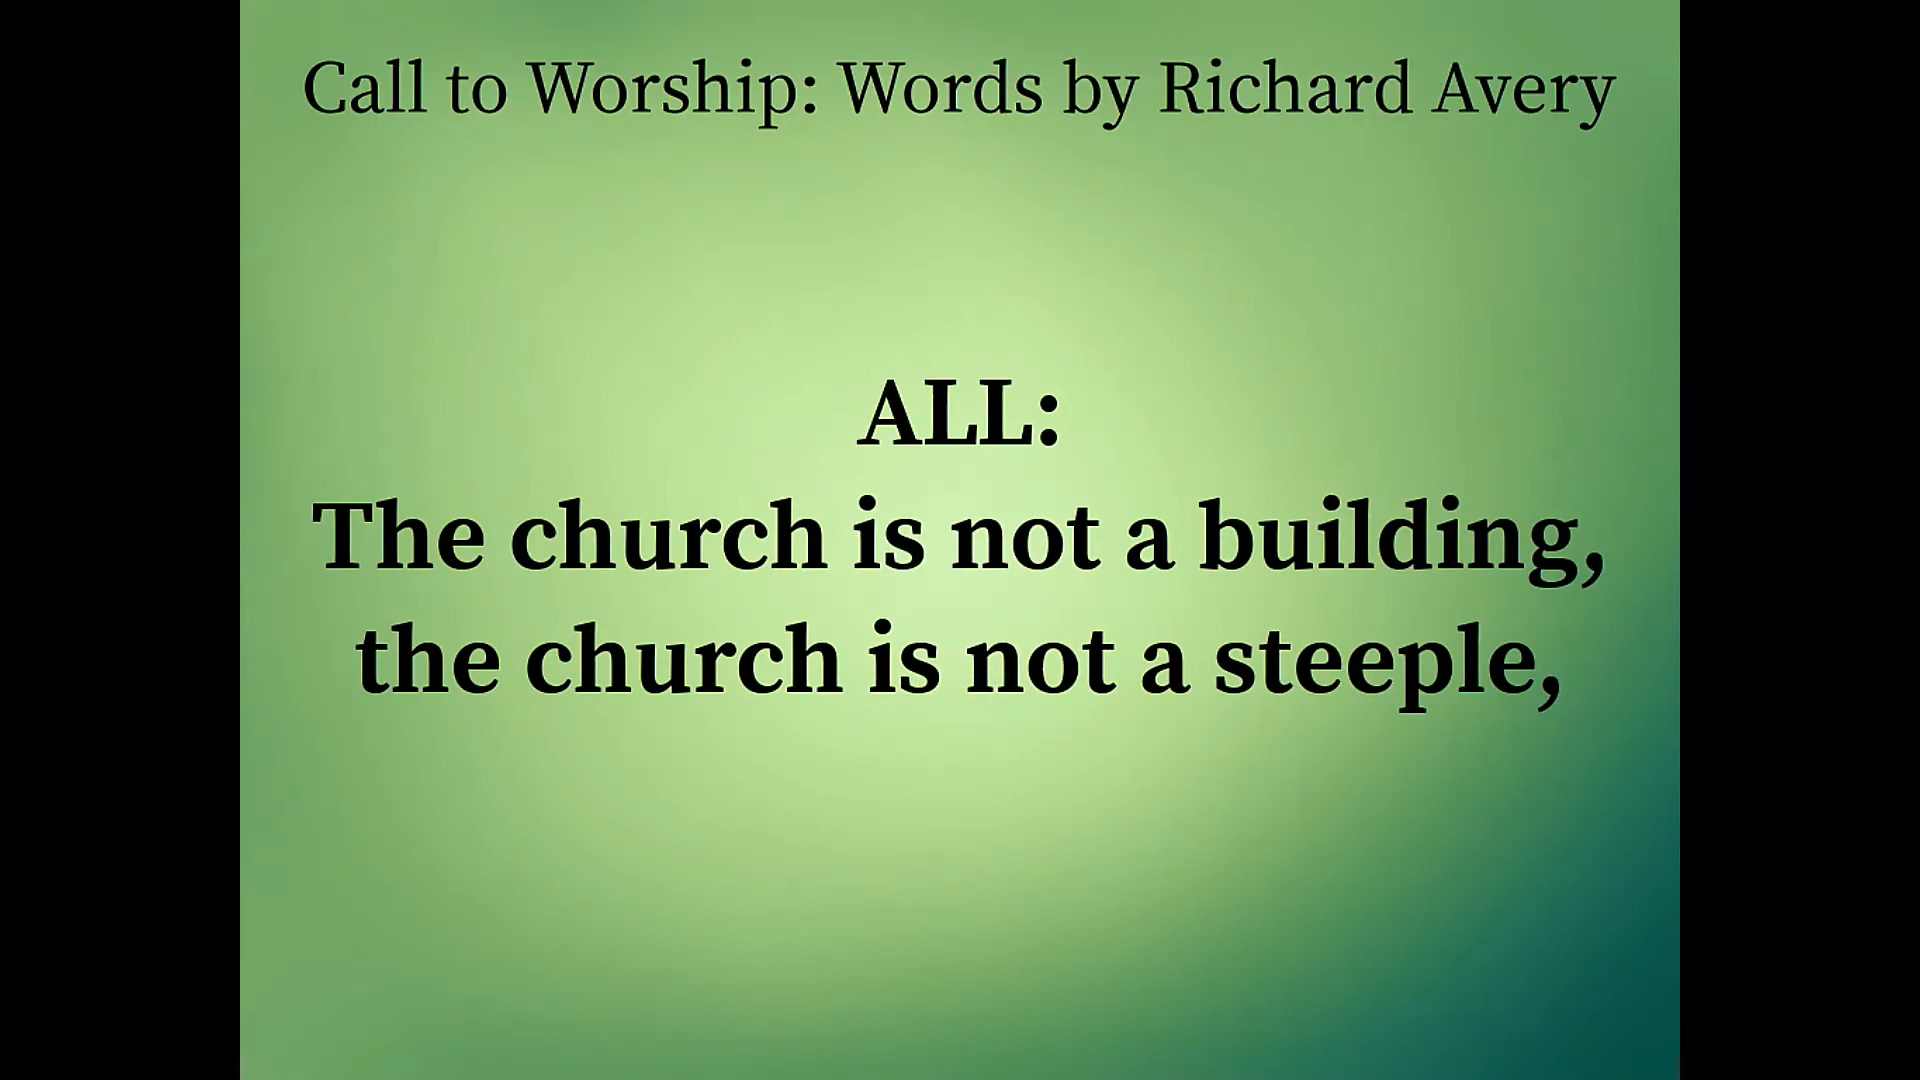 Call to Worship: Words by Richard Avery
ALL:
The church is not a building,
the church is not a steeple,